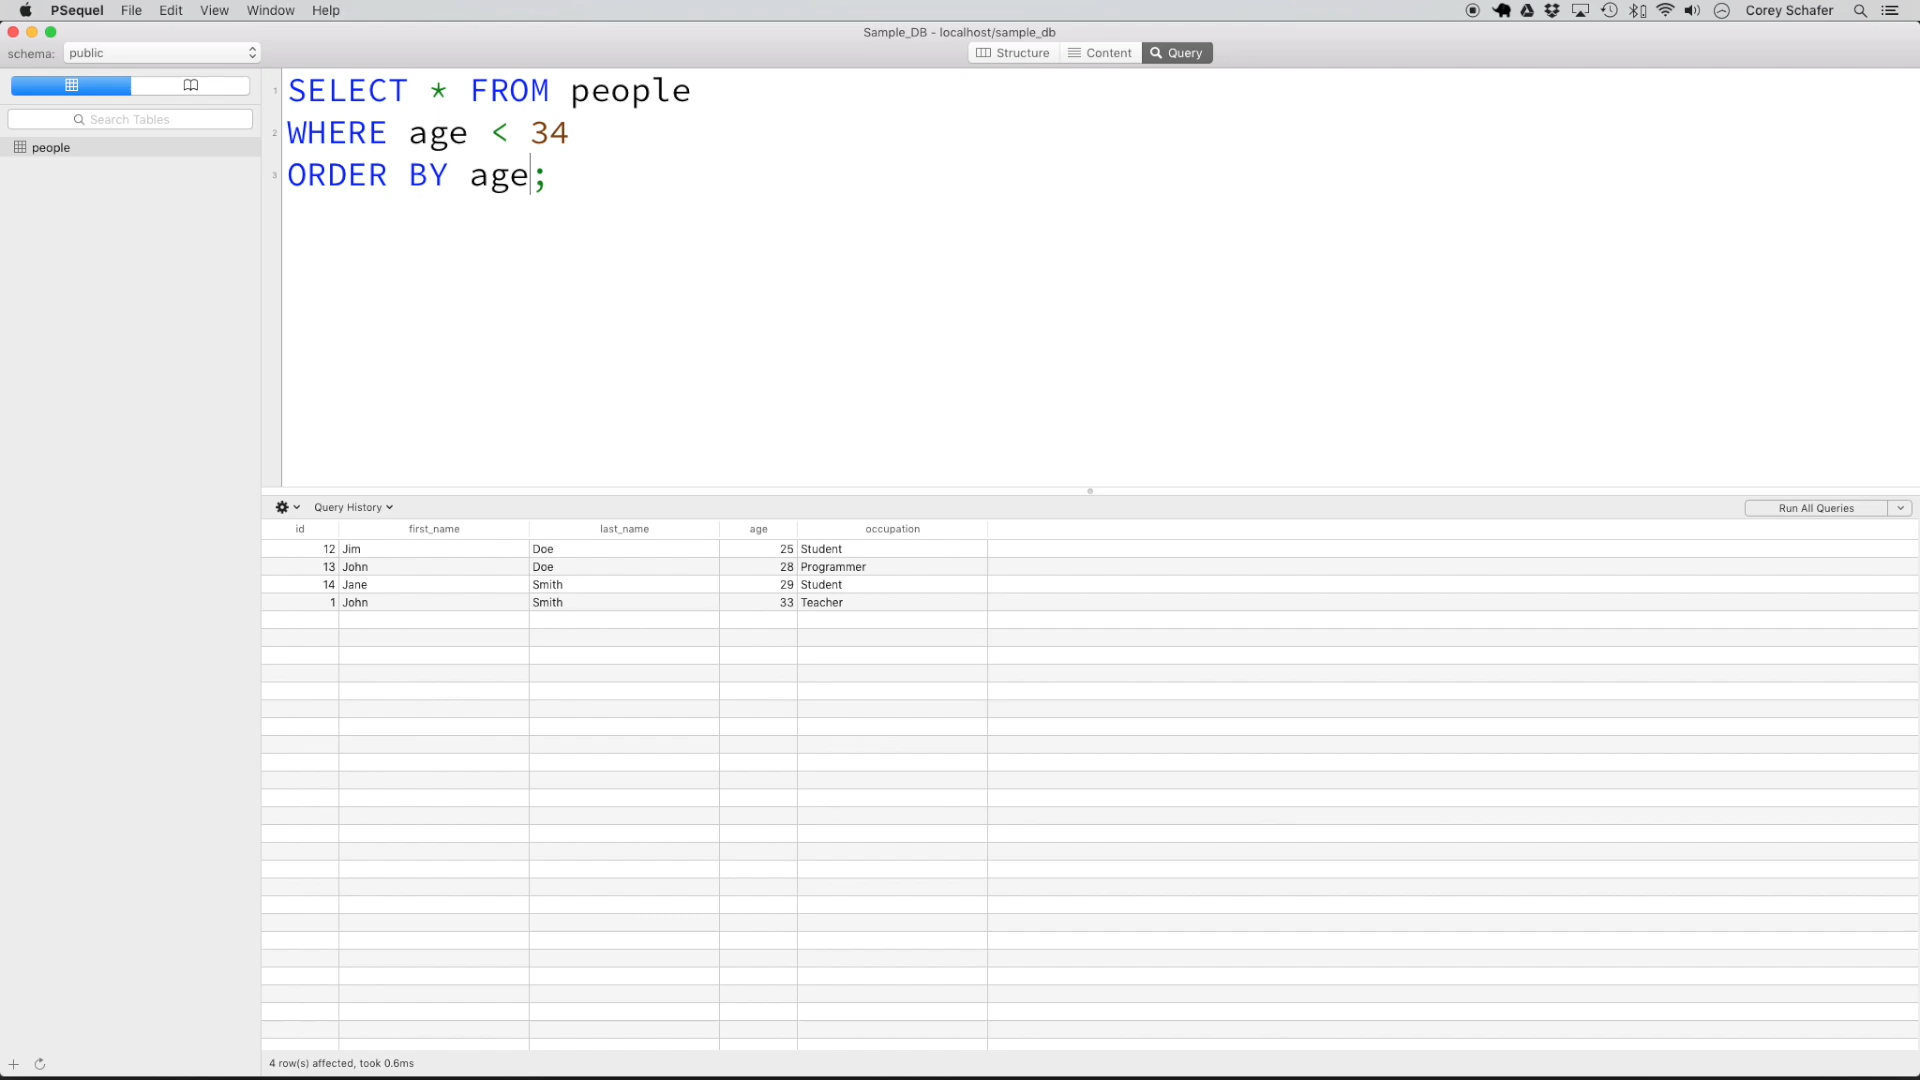 PSequel File Edit View Window Help Corey Schafer
Sample_DB - localhost/sample_db
schema: public Structure Content Query
Search Tables
people
1 SELECT * FROM people
2 WHERE age < 34
3 ORDER BY age;
Query History Run All Queries
id first_name last_name age occupation
12 Jim Doe 25 Student
13 John Doe 28 Programmer
14 Jane Smith 29 Student
1 John Smith 33 Teacher
4 row(s) affected, took 0.6ms